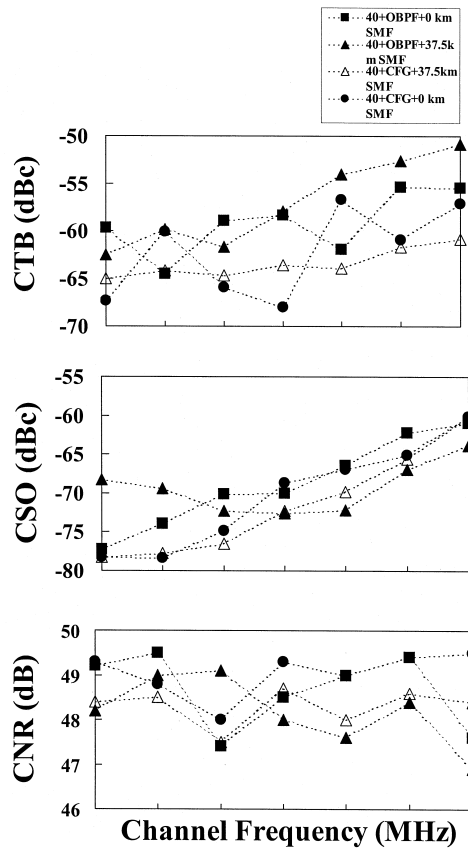 40+OBPF+0 km
SMF
40+OBPF+37.5k
m SMF
40+CFG+37.5km
SMF
40+CFG+0 km
SMF
-50
-55
-60
-65
-70
CTB (dBc)
-55
-60
-65
-70
-75
-80
CSO (dBc)
50
49
48
47
46
CNR (dB)
Channel Frequency (MHz)